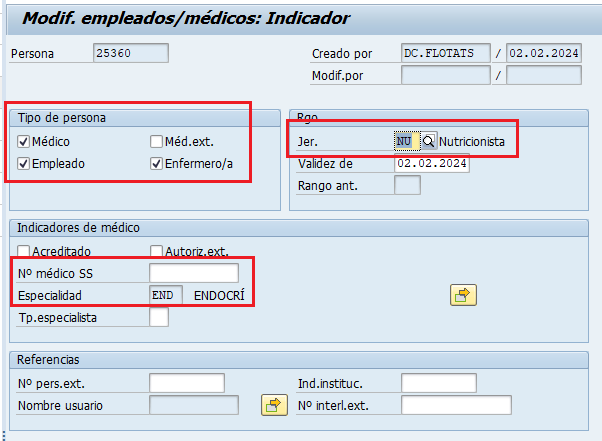 Modif. empleados/médicos: Indicador
Persona 25360 Creado por DC.FLOTATS / 02.02.2024
Modif.por /
Tipo de persona
Médico Méd.ext.
Empleado Enfermero/a
Rgo
Jer. NU Nutricionista
Validez de 02.02.2024
Rango ant.
Indicadores de médico
Acreditado Autoriz.ext.
Nº médico SS
Especialidad END ENDOCRÍ
Tp.especialista
Referencias
Nº pers.ext. Ind.instituc.
Nombre usuario Nº interl.ext.